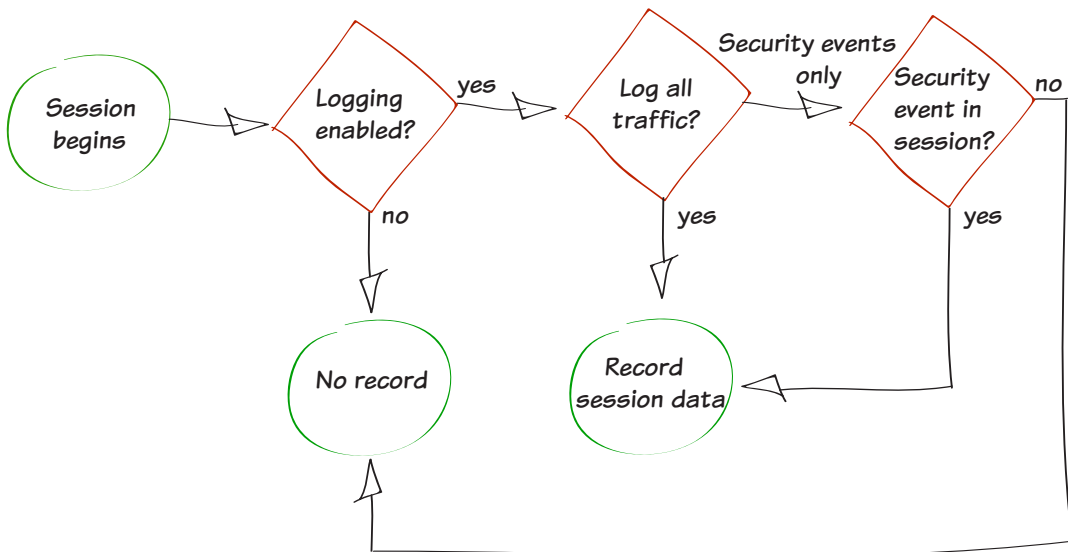 Session
begins
Logging
enabled?
yes
no
Log all
traffic?
Security events
only
yes
Security
event in
session?
no
yes
No record
Record
session data